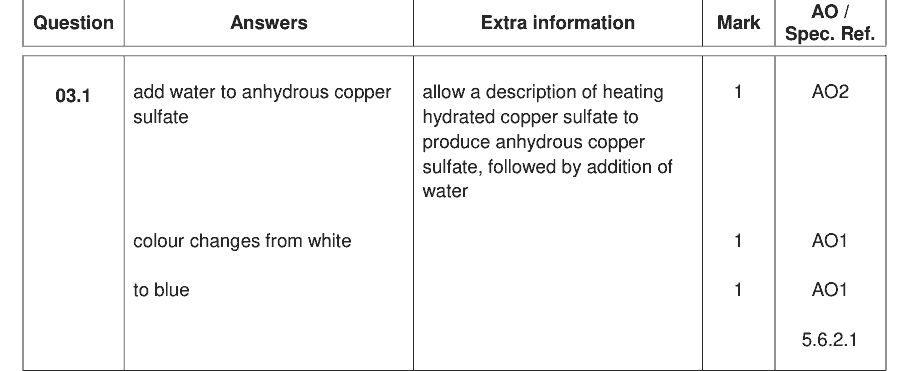 Question Answers Extra information Mark AO /
Spec. Ref.
03.1 add water to anhydrous copper allow a description of heating 1 AO2
sulfate hydrated copper sulfate to
produce anhydrous copper
sulfate, followed by addition of
water
colour changes from white 1 AO1
to blue 1 AO1
5.6.2.1